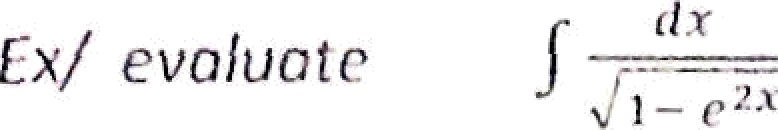 Ex/ evaluate ∫ dx / √(1 − e^{2x})